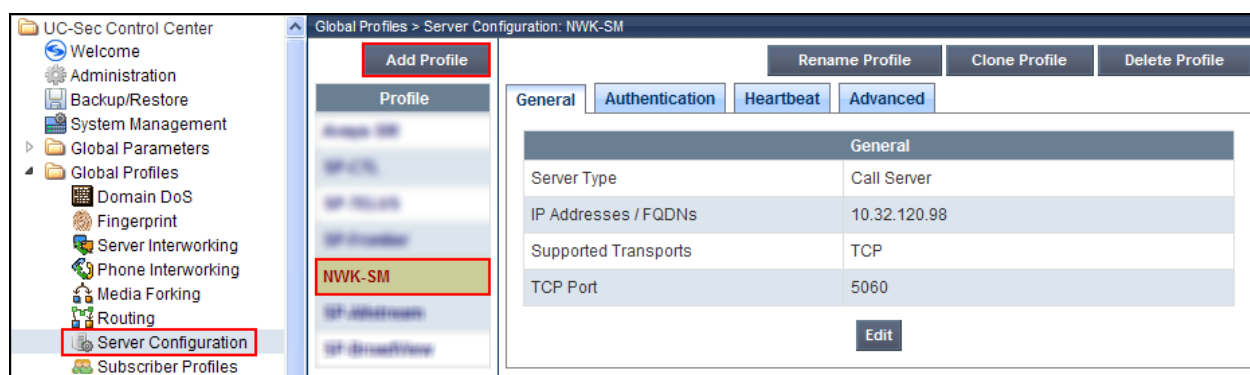 UC-Sec Control Center
Welcome
Administration
Backup/Restore
System Management
Global Parameters
Global Profiles
Domain DoS
Fingerprint
Server Interworking
Phone Interworking
Media Forking
Routing
Server Configuration
Subscriber Profiles
Global Profiles > Server Configuration: NWK-SM
Add Profile
Rename Profile Clone Profile Delete Profile
Profile
NWK-SM
General Authentication Heartbeat Advanced
General
Server Type Call Server
IP Addresses / FQDNs 10.32.120.98
Supported Transports TCP
TCP Port 5060
Edit